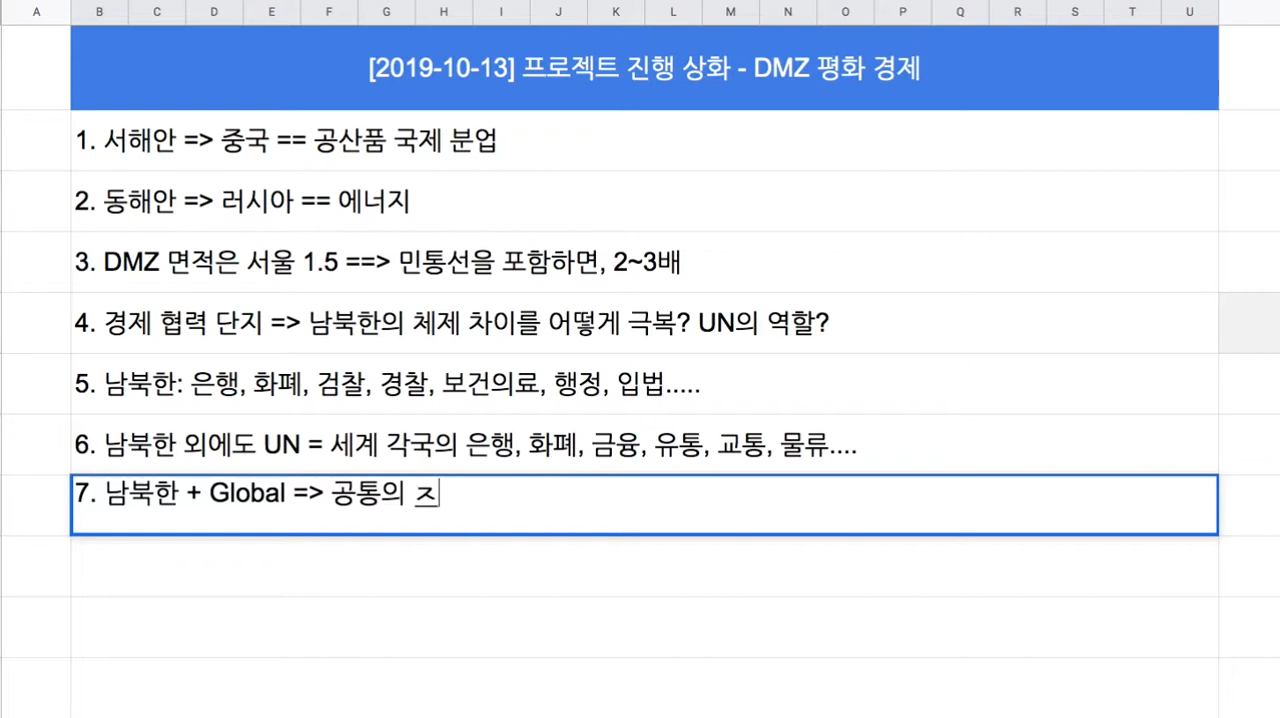 A B C D E F G H I J K L M N O P Q R S T U
[2019-10-13] 프로젝트 진행 상화 - DMZ 평화 경제
1. 서해안 => 중국 == 공산품 국제 분업
2. 동해안 => 러시아 == 에너지
3. DMZ 면적은 서울 1.5 ==> 민통선을 포함하면, 2~3배
4. 경제 협력 단지 => 남북한의 체제 차이를 어떻게 극복? UN의 역할?
5. 남북한: 은행, 화폐, 검찰, 경찰, 보건의료, 행정, 입법.....
6. 남북한 외에도 UN = 세계 각국의 은행, 화폐, 금융, 유통, 교통, 물류....
7. 남북한 + Global => 공통의 ㅈ